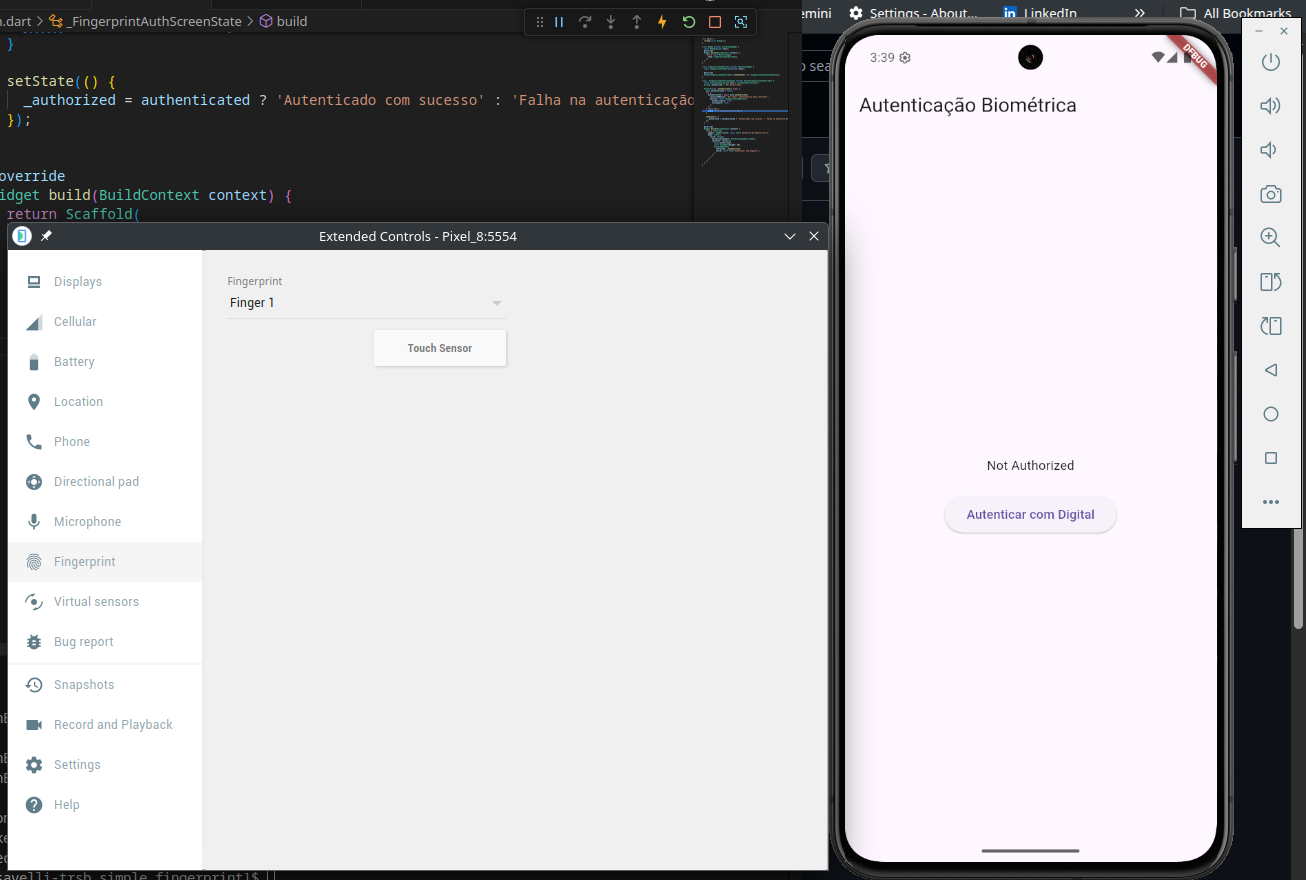 n.dart > _FingerprintAuthScreenState > build
}
setState(() {
_authorized = authenticated ? 'Autenticado com sucesso' : 'Falha na autenticação
});
override
idget build(BuildContext context) {
return Scaffold(
emini
Settings - About...
LinkedIn
»
All Bookmarks
sea
Extended Controls - Pixel_8:5554
Displays
Cellular
Battery
Location
Phone
Directional pad
Microphone
Fingerprint
Virtual sensors
Bug report
Snapshots
Record and Playback
Settings
Help
Fingerprint
Finger 1
Touch Sensor
3:39
DEBUG
Autenticação Biométrica
Not Authorized
Autenticar com Digital
savelli-trsb simple_fingerprint]$